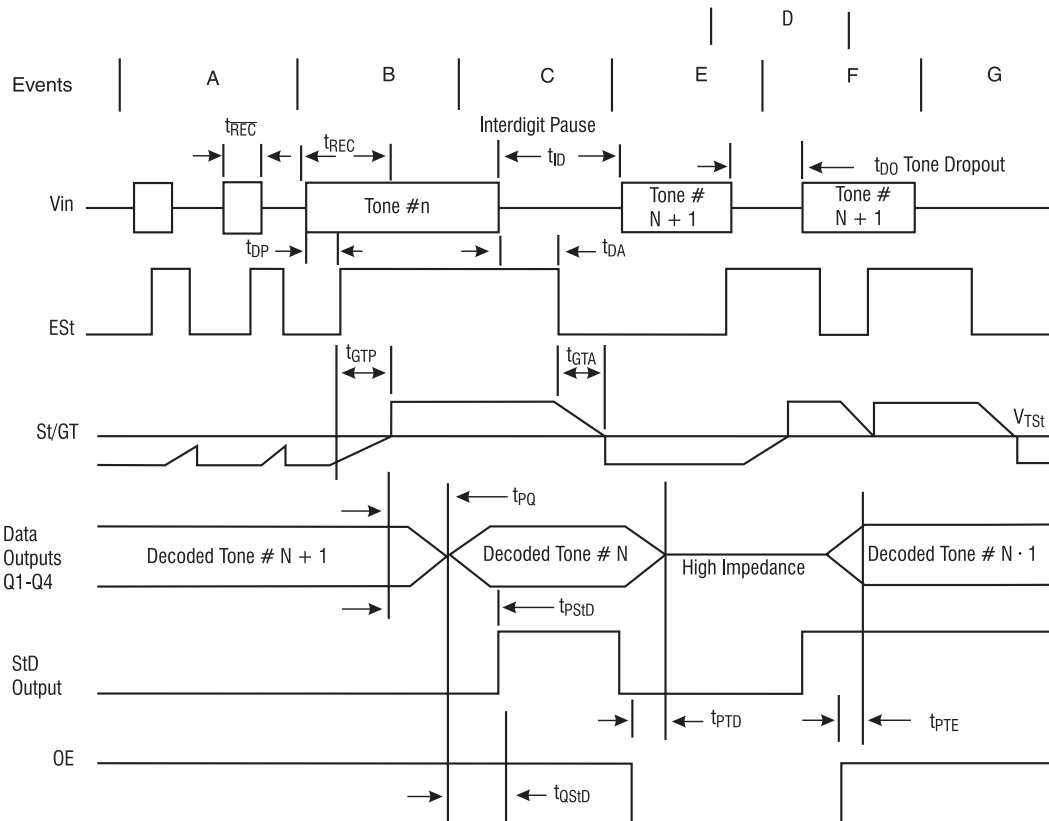 D
Events A B C E F G
t͞REC tREC Interdigit Pause
tID tDO Tone Dropout
Vin Tone #n Tone #
N + 1 Tone #
N + 1
tDP tDA
ESt
tGTP tGTA
St/GT VTSt
tPQ
Data
Outputs
Q1-Q4
Decoded Tone # N + 1 Decoded Tone # N High Impedance Decoded Tone # N · 1
tPStD
StD
Output
tPTD tPTE
OE
tQStD